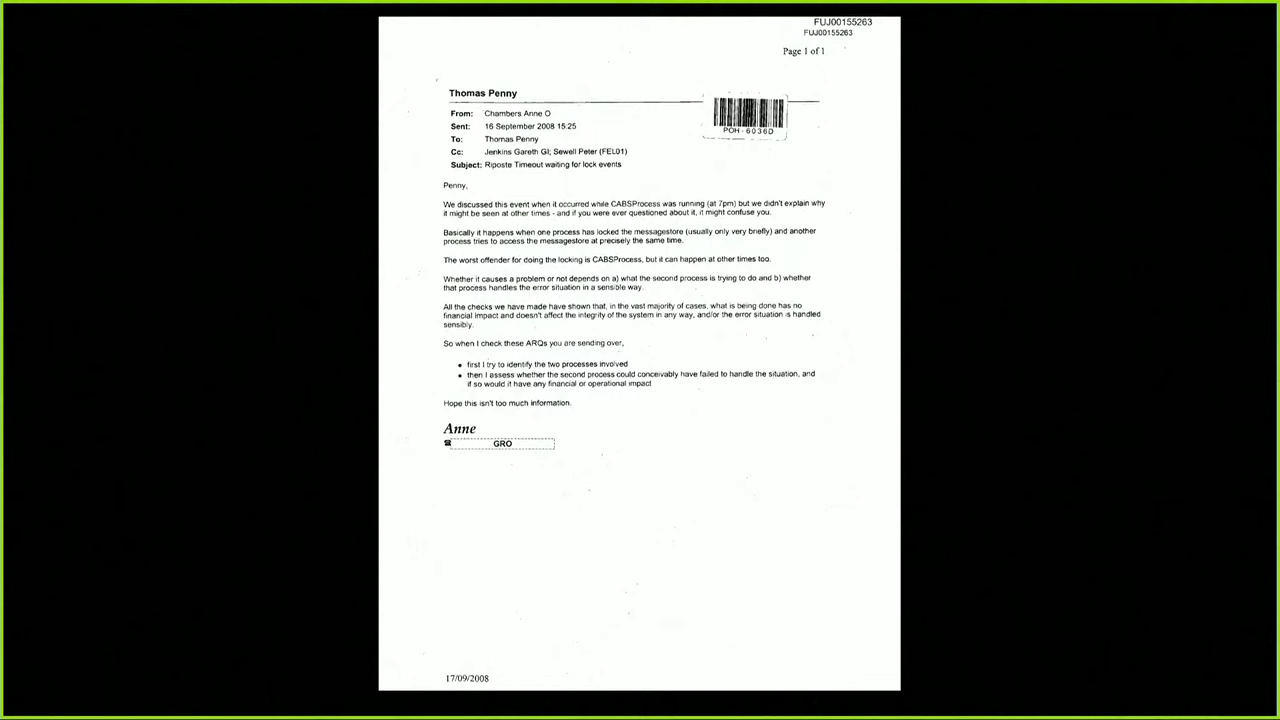 FUJ00155263
FUJ00155263
Page 1 of 1
Thomas Penny
POH-6036D
From: Chambers Anne O
Sent: 16 September 2008 15:25
To: Thomas Penny
Cc: Jenkins Gareth GI; Sewell Peter (FEL01)
Subject: Riposte Timeout waiting for lock events
Penny,
We discussed this event when it occurred while CABSProcess was running (at 7pm) but we didn't explain why
it might be seen at other times - and if you were ever questioned about it, it might confuse you.
Basically it happens when one process has locked the messagestore (usually only very briefly) and another
process tries to access the messagestore at precisely the same time.
The worst offender for doing the locking is CABSProcess, but it can happen at other times too.
Whether it causes a problem or not depends on a) what the second process is trying to do and b) whether
that process handles the error situation in a sensible way.
All the checks we have made have shown that, in the vast majority of cases, what is being done has no
financial impact and doesn't affect the integrity of the system in any way, and/or the error situation is handled
sensibly.
So when I check these ARQs you are sending over,
• first I try to identify the two processes involved
• then I assess whether the second process could conceivably have failed to handle the situation, and
if so would it have any financial or operational impact
Hope this isn't too much information.
Anne
☎ GRO
17/09/2008